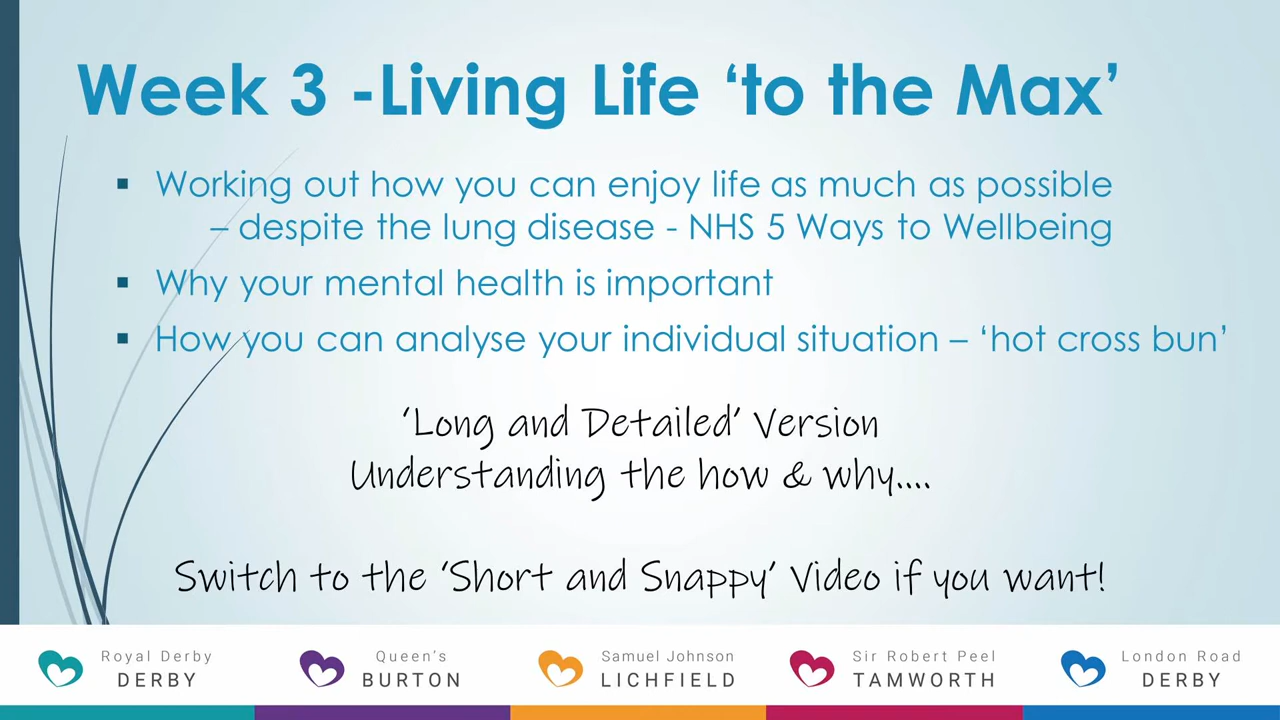 Week 3 -Living Life ‘to the Max’
▪ Working out how you can enjoy life as much as possible
– despite the lung disease - NHS 5 Ways to Wellbeing
▪ Why your mental health is important
▪ How you can analyse your individual situation – ‘hot cross bun’
‘Long and Detailed’ Version
Understanding the how & why....
Switch to the ‘Short and Snappy’ Video if you want!
Royal Derby
DERBY
Queen’s
BURTON
Samuel Johnson
LICHFIELD
Sir Robert Peel
TAMWORTH
London Road
DERBY